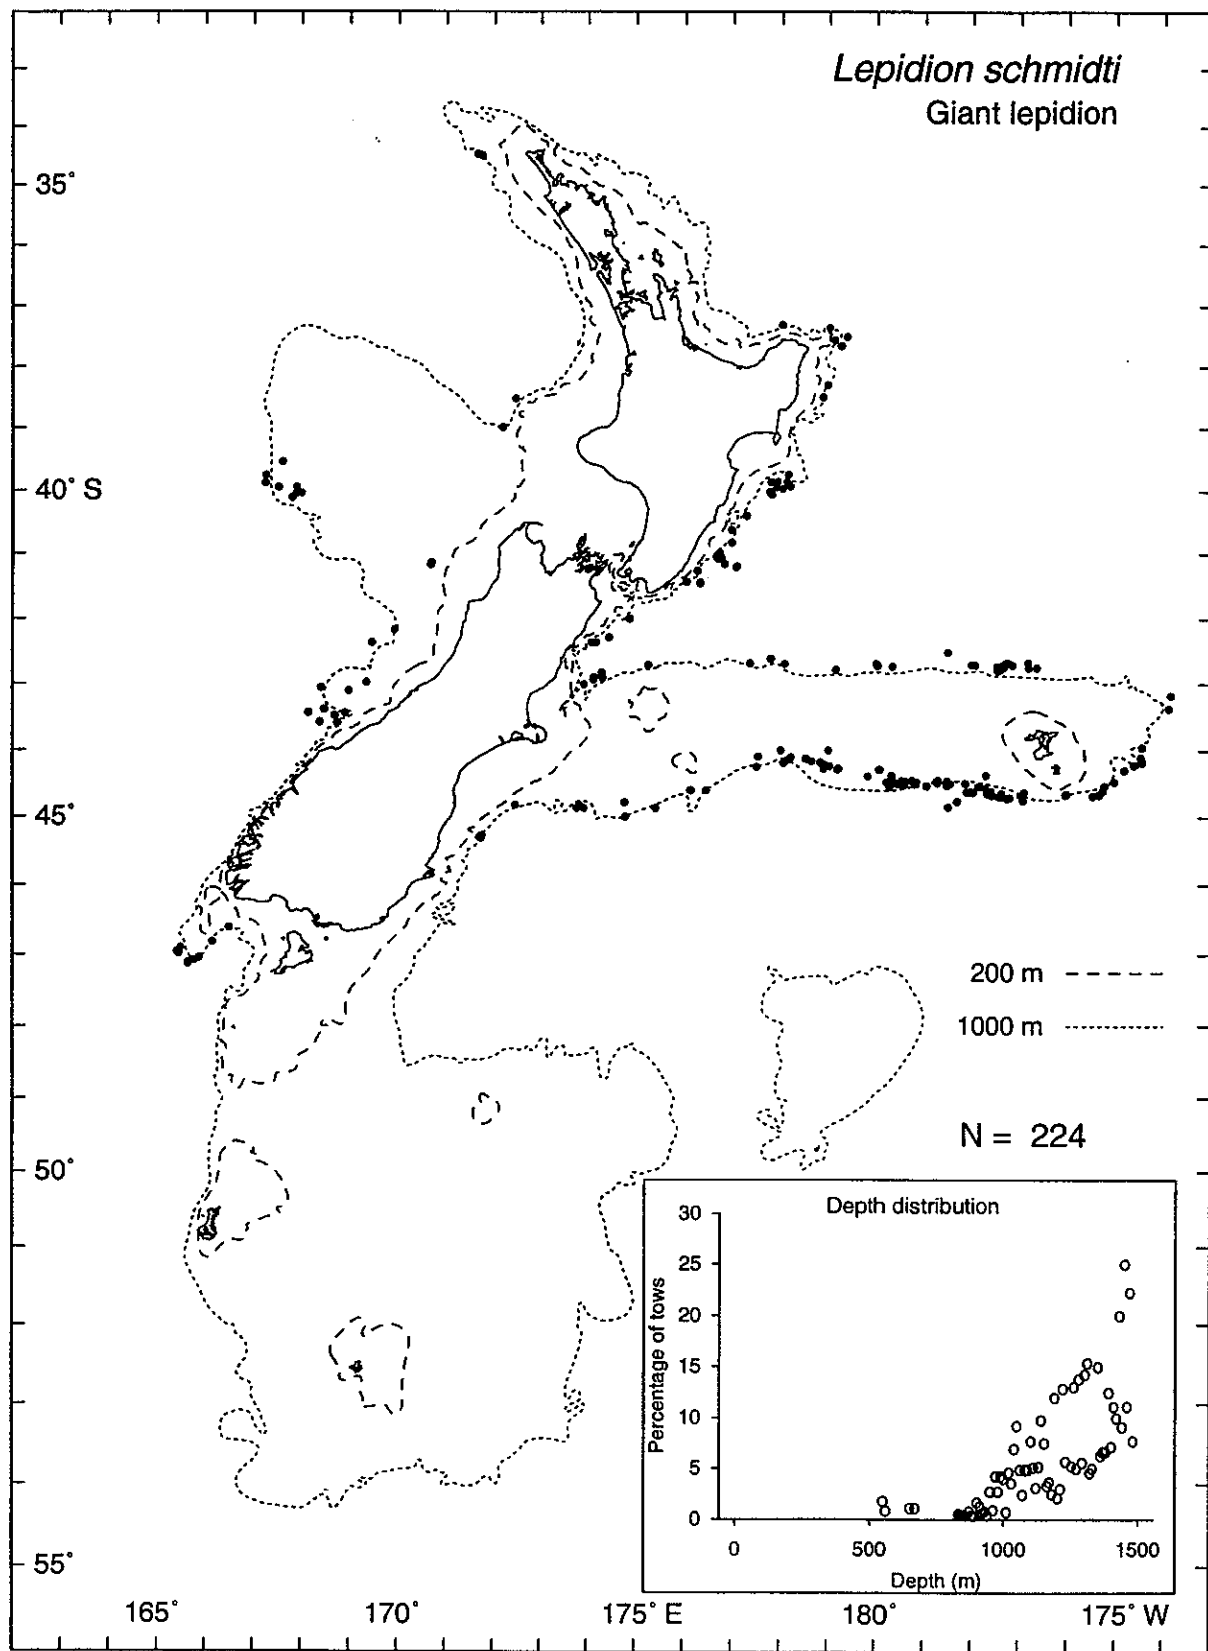 Lepidion schmidti
Giant lepidion
35°
40° S
45°
50°
55°
200 m
1000 m
N = 224
Depth distribution
30
25
20
15
10
5
0
Percentage of tows
0 500 1000 1500
Depth (m)
165° 170° 175° E 180° 175° W